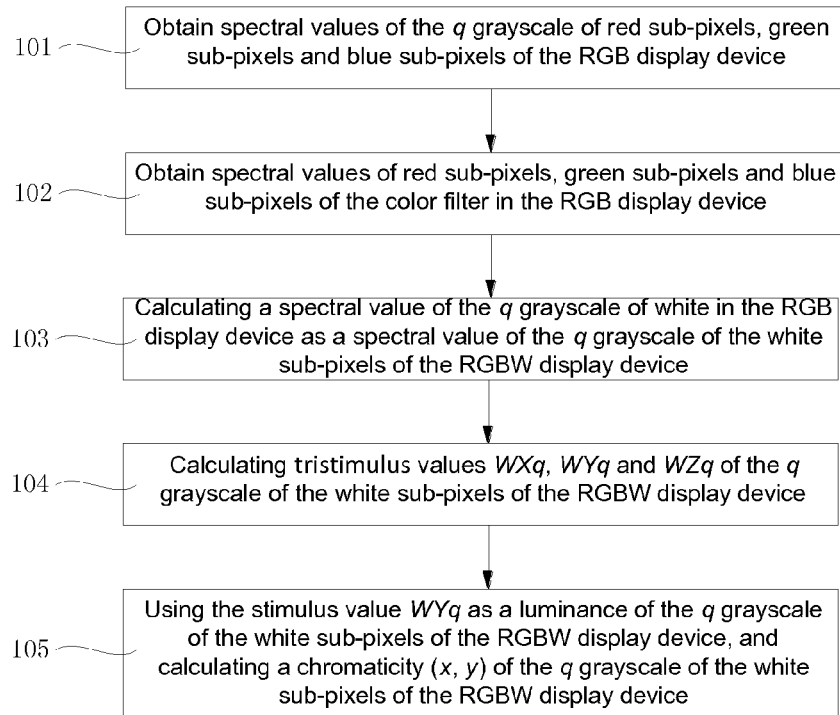 101
Obtain spectral values of the q grayscale of red sub-pixels, green
sub-pixels and blue sub-pixels of the RGB display device
102
Obtain spectral values of red sub-pixels, green sub-pixels and blue
sub-pixels of the color filter in the RGB display device
103
Calculating a spectral value of the q grayscale of white in the RGB
display device as a spectral value of the q grayscale of the white
sub-pixels of the RGBW display device
104
Calculating tristimulus values WXq, WYq and WZq of the q
grayscale of the white sub-pixels of the RGBW display device
105
Using the stimulus value WYq as a luminance of the q grayscale
of the white sub-pixels of the RGBW display device, and
calculating a chromaticity (x, y) of the q grayscale of the white
sub-pixels of the RGBW display device